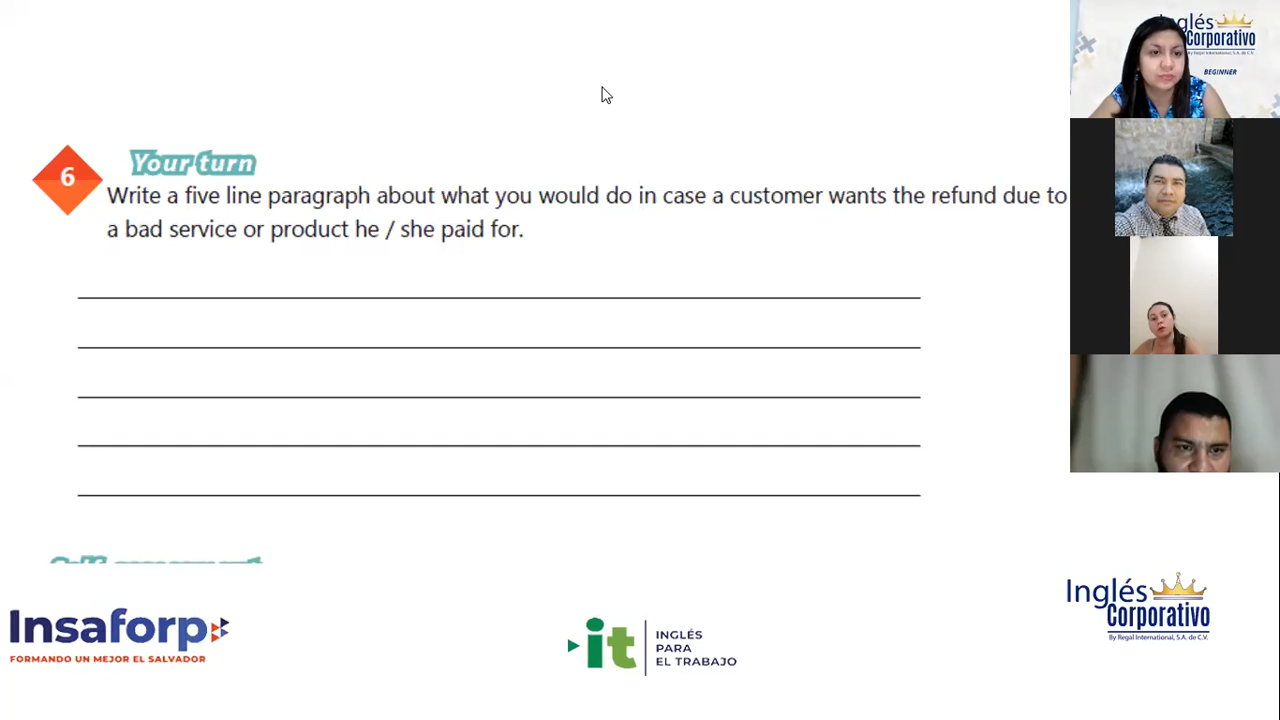 Inglés
Corporativo
By Regal International, S.A. de C.V.
BEGINNER
6
Your turn
Write a five line paragraph about what you would do in case a customer wants the refund due to
a bad service or product he / she paid for.
Insaforp
FORMANDO UN MEJOR EL SALVADOR
it
INGLÉS
PARA
EL TRABAJO
Inglés
Corporativo
By Regal International, S.A. de C.V.